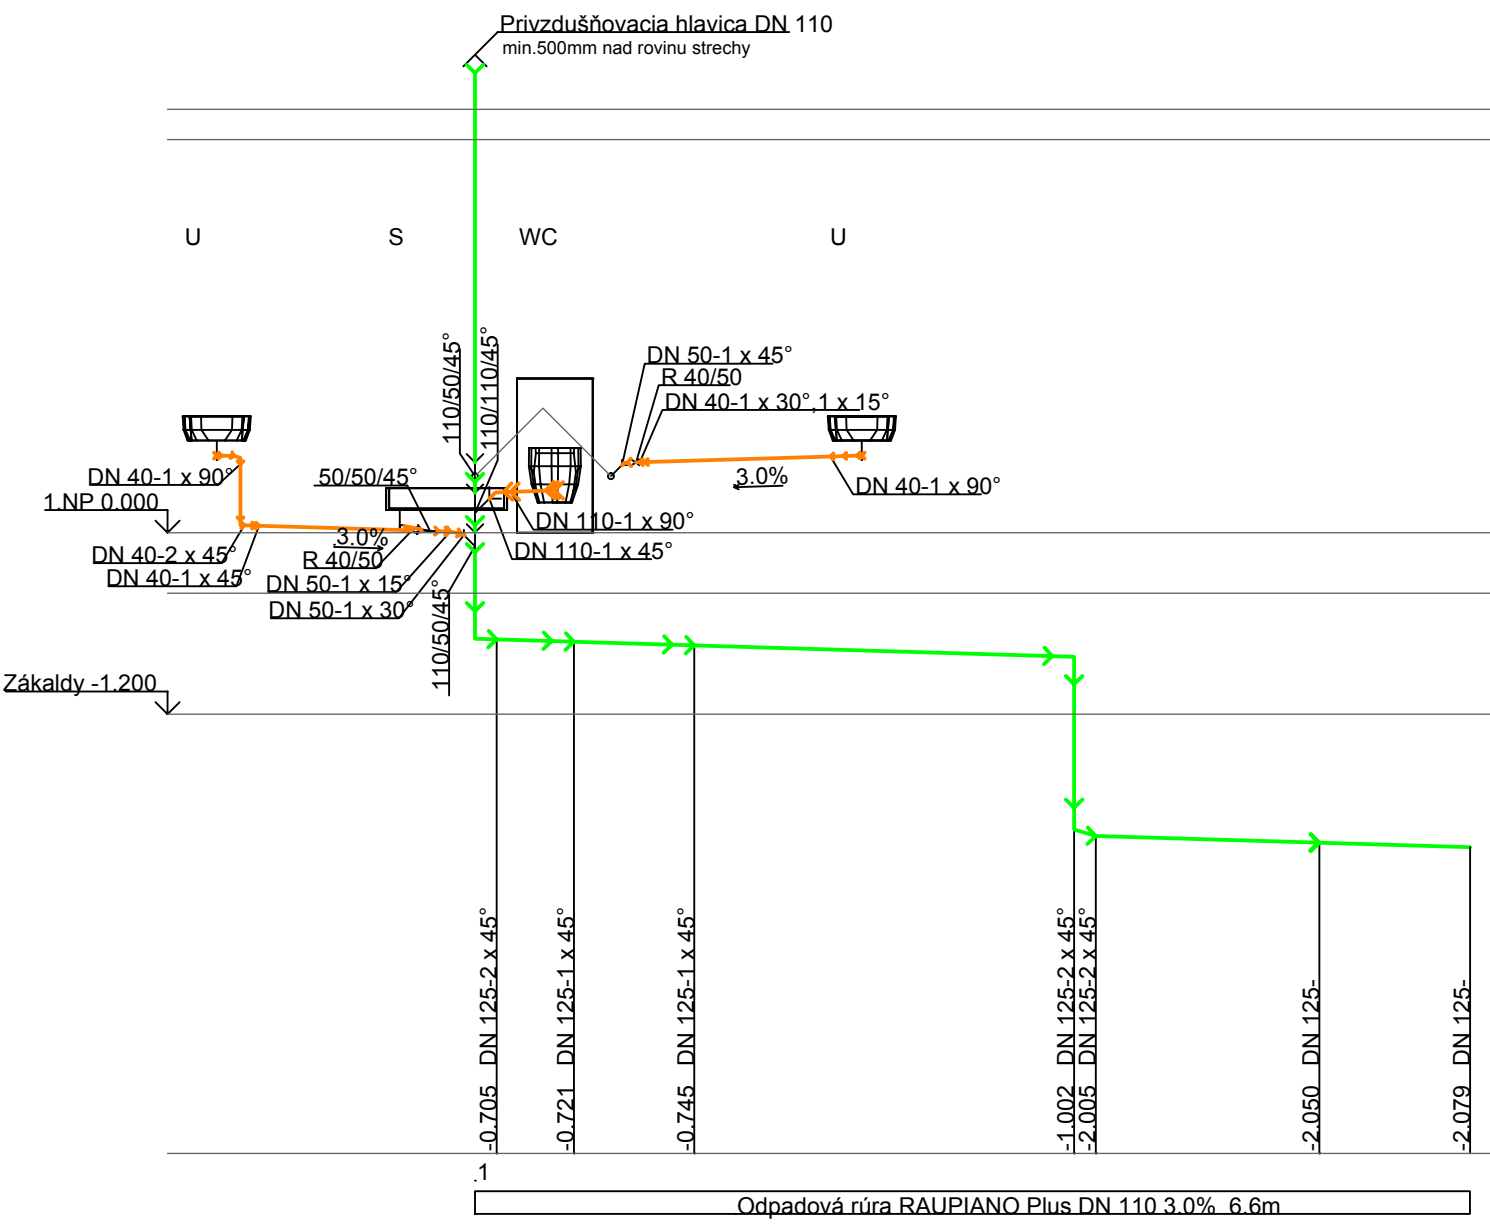 Privzdušňovacia hlavica DN 110
min.500mm nad rovinu strechy
U
S
WC
U
110/50/45°
110/110/45°
DN 50-1 x 45°
R 40/50
DN 40-1 x 30°,1 x 15°
DN 40-1 x 90°
50/50/45°
3.0%
DN 40-1 x 90°
1.NP 0.000
DN 110-1 x 90°
3.0%
DN 40-2 x 45°
R 40/50
DN 110-1 x 45°
DN 40-1 x 45°
DN 50-1 x 15°
DN 50-1 x 30°
110/50/45°
Zákaldy -1.200
-0.705 DN 125-2 x 45°
-0.721 DN 125-1 x 45°
-0.745 DN 125-1 x 45°
-1.002 DN 125-2 x 45°
-2.005 DN 125-2 x 45°
-2.050 DN 125-
-2.079 DN 125-
.1
Odpadová rúra RAUPIANO Plus DN 110 3.0% 6.6m